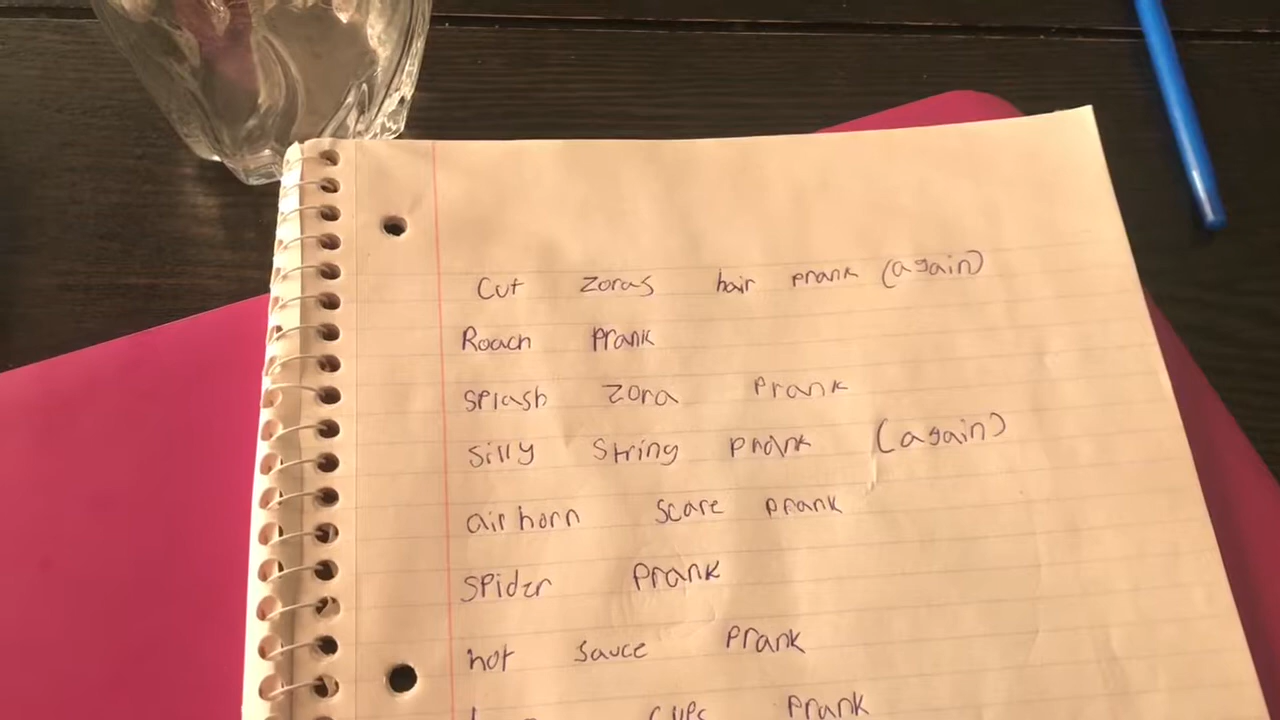 Cut zoras hair prank (again)
Roach prank
splash zora prank
silly string prank (again)
air horn scare prank
spider prank
hot sauce prank
cups prank